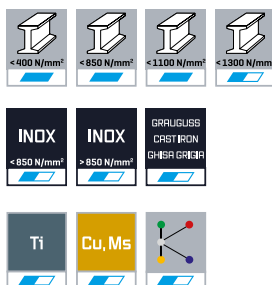 <400 N/mm² <850 N/mm² <1100 N/mm² <1300 N/mm²
INOX INOX GRAUGUSS
CAST IRON
GHISA GRIGIA
<850 N/mm² >850 N/mm²
Ti Cu, Ms